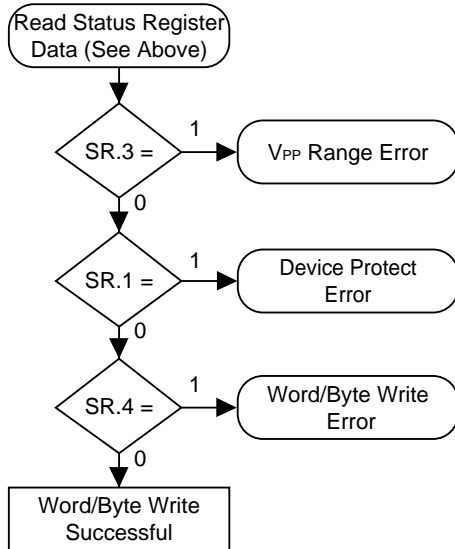 Read Status Register
Data (See Above)
1
SR.3 =
VPP Range Error
0
1
SR.1 =
Device Protect
Error
0
1
SR.4 =
Word/Byte Write
Error
0
Word/Byte Write
Successful